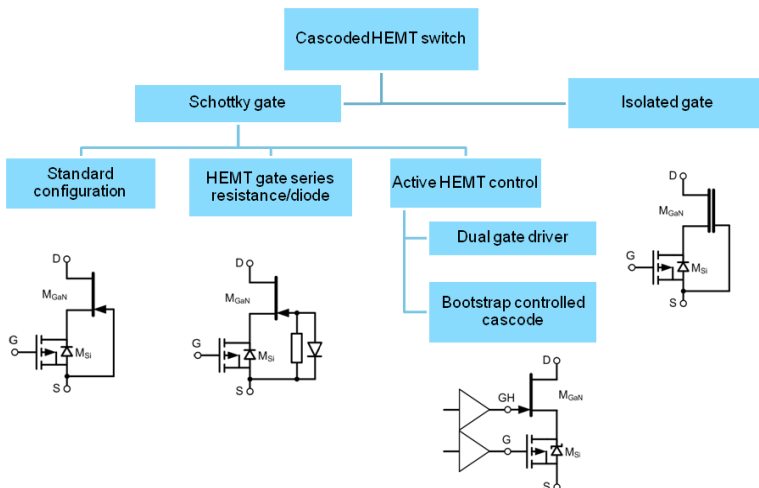 Cascoded HEMT switch
Schottky gate
Isolated gate
Standard
configuration
HEMT gate series
resistance/diode
Active HEMT control
Dual gate driver
Bootstrap controlled
cascode
D
MGaN
G
MSi
S
D
MGaN
G
MSi
S
D
MGaN
GH
G
MSi
S
D
MGaN
G
MSi
S